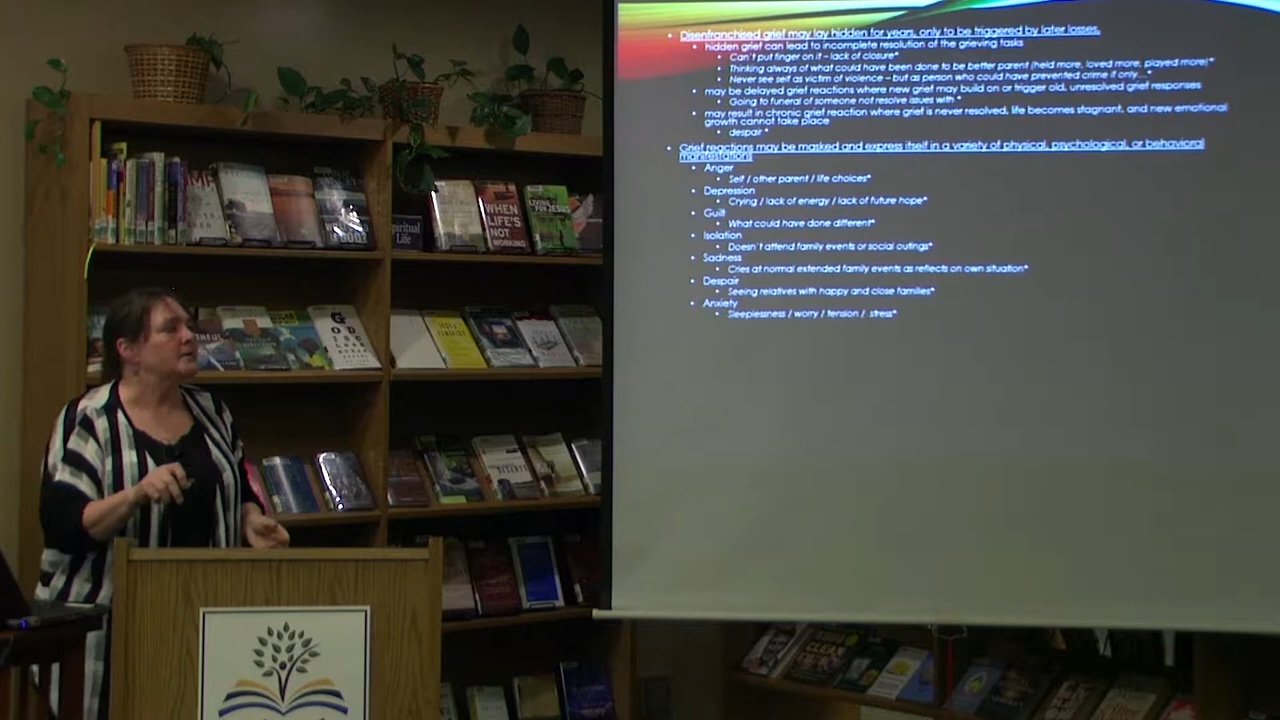 Disenfranchised grief may lay hidden for years, only to be triggered by later losses.
hidden grief can lead to incomplete resolution of the grieving tasks
Can't put finger on it – lack of closure*
Thinking always of what could have been done to be better parent (held more, loved more, played more)*
Never see self as victim of violence – but as person who could have prevented crime if only…*
may be delayed grief reactions where new grief may build on or trigger old, unresolved grief responses
Going to funeral of someone not resolve issues with *
may result in chronic grief reaction where grief is never resolved, life becomes stagnant, and new emotional
growth cannot take place
despair *
Grief reactions may be masked and express itself in a variety of physical, psychological, or behavioral
manifestations
Anger
Self / other parent / life choices*
Depression
Crying / lack of energy / lack of future hope*
Guilt
What could have done different*
Isolation
Doesn't attend family events or social outings*
Sadness
Cries at normal extended family events as reflects on own situation*
Despair
Seeing relatives with happy and close families*
Anxiety
Sleeplessness / worry / tension / stress*
WHEN
LIFE'S
NOT
WORKING
LIVING
FOR JESUS
Spiritual
Life
CLEAN